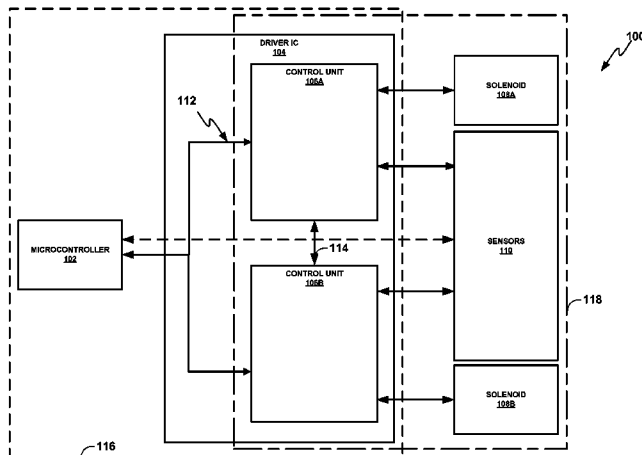 DRIVER IC
104
100
CONTROL UNIT
106A
SOLENOID
108A
112
MICROCONTROLLER
102
114
SENSORS
110
CONTROL UNIT
106B
118
SOLENOID
108B
116